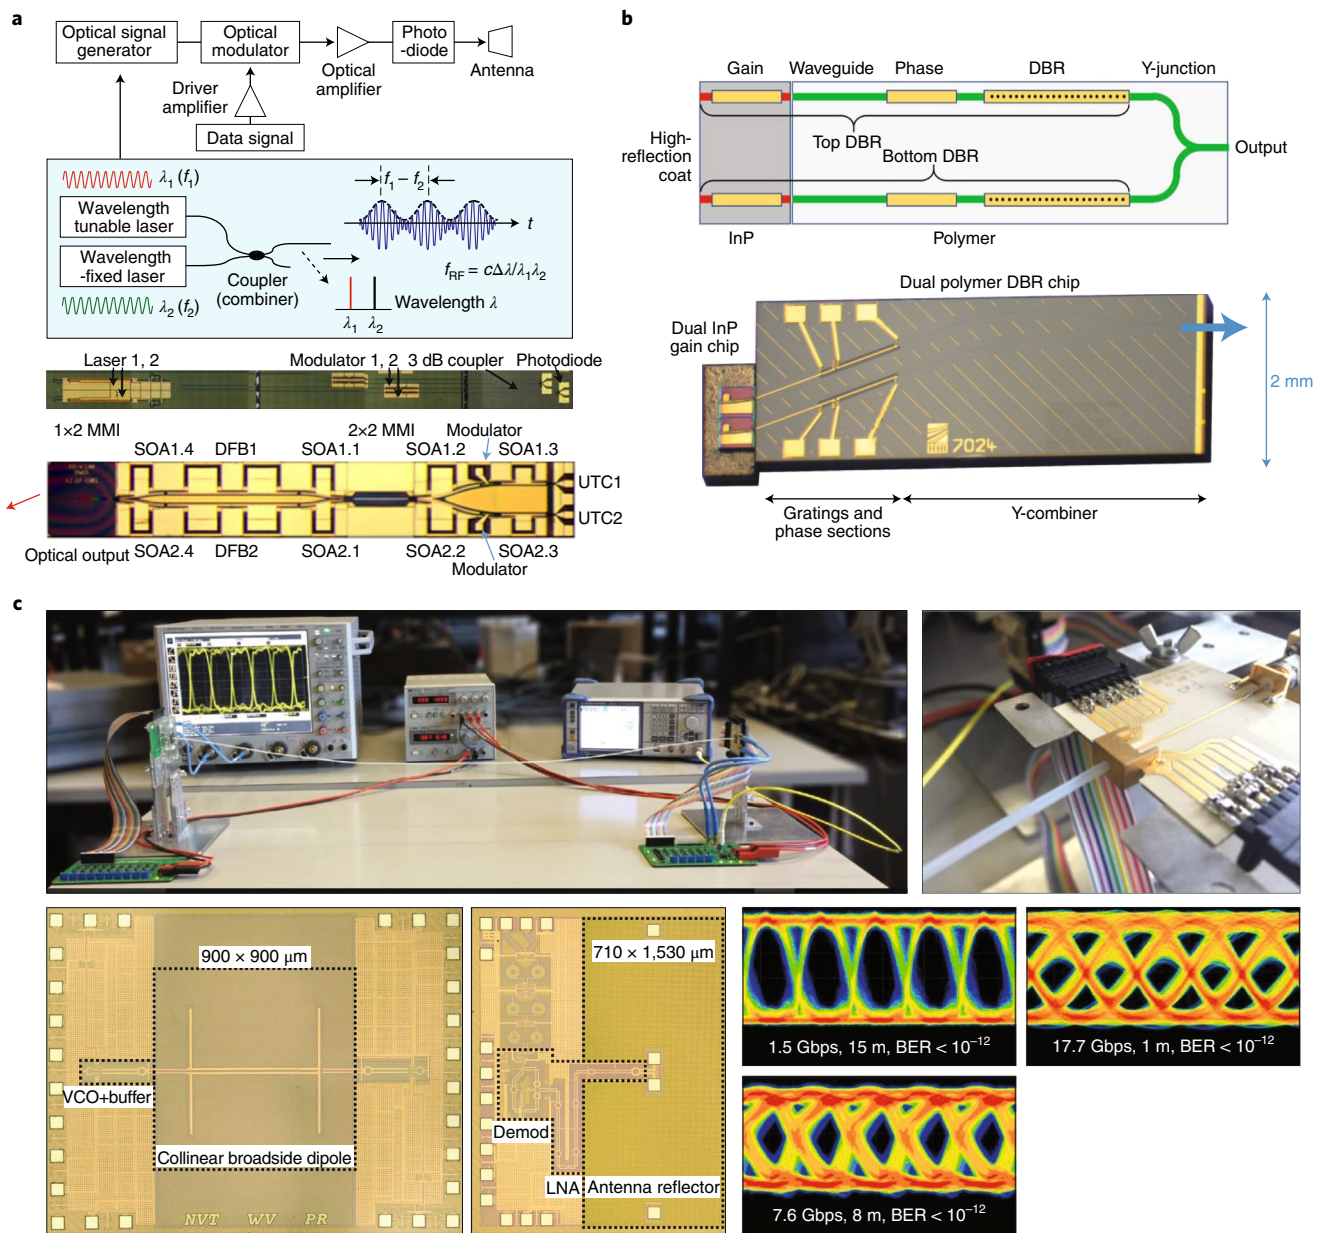 a
Optical signal
generator
Optical
modulator
Optical
amplifier
Photo
-diode
Antenna
Driver
amplifier
Data signal
λ1 (f1)
Wavelength
tunable laser
Wavelength
-fixed laser
λ2 (f2)
Coupler
(combiner)
f1 − f2
t
fRF = cΔλ/λ1λ2
Wavelength λ
λ1 λ2
Laser 1, 2
Modulator 1, 2
3 dB coupler
Photodiode
1×2 MMI
2×2 MMI
Modulator
SOA1.4
DFB1
SOA1.1
SOA1.2
SOA1.3
UTC1
UTC2
Optical output
SOA2.4
DFB2
SOA2.1
SOA2.2
SOA2.3
Modulator
b
Gain
Waveguide
Phase
DBR
Y-junction
High-
reflection
coat
Top DBR
Bottom DBR
Output
InP
Polymer
Dual polymer DBR chip
Dual InP
gain chip
2 mm
HHI
7024
Gratings and
phase sections
Y-combiner
c
900 × 900 μm
VCO+buffer
Collinear broadside dipole
NVT WV PR
710 × 1,530 μm
Demod
LNA
Antenna reflector
1.5 Gbps, 15 m, BER < 10⁻¹²
17.7 Gbps, 1 m, BER < 10⁻¹²
7.6 Gbps, 8 m, BER < 10⁻¹²